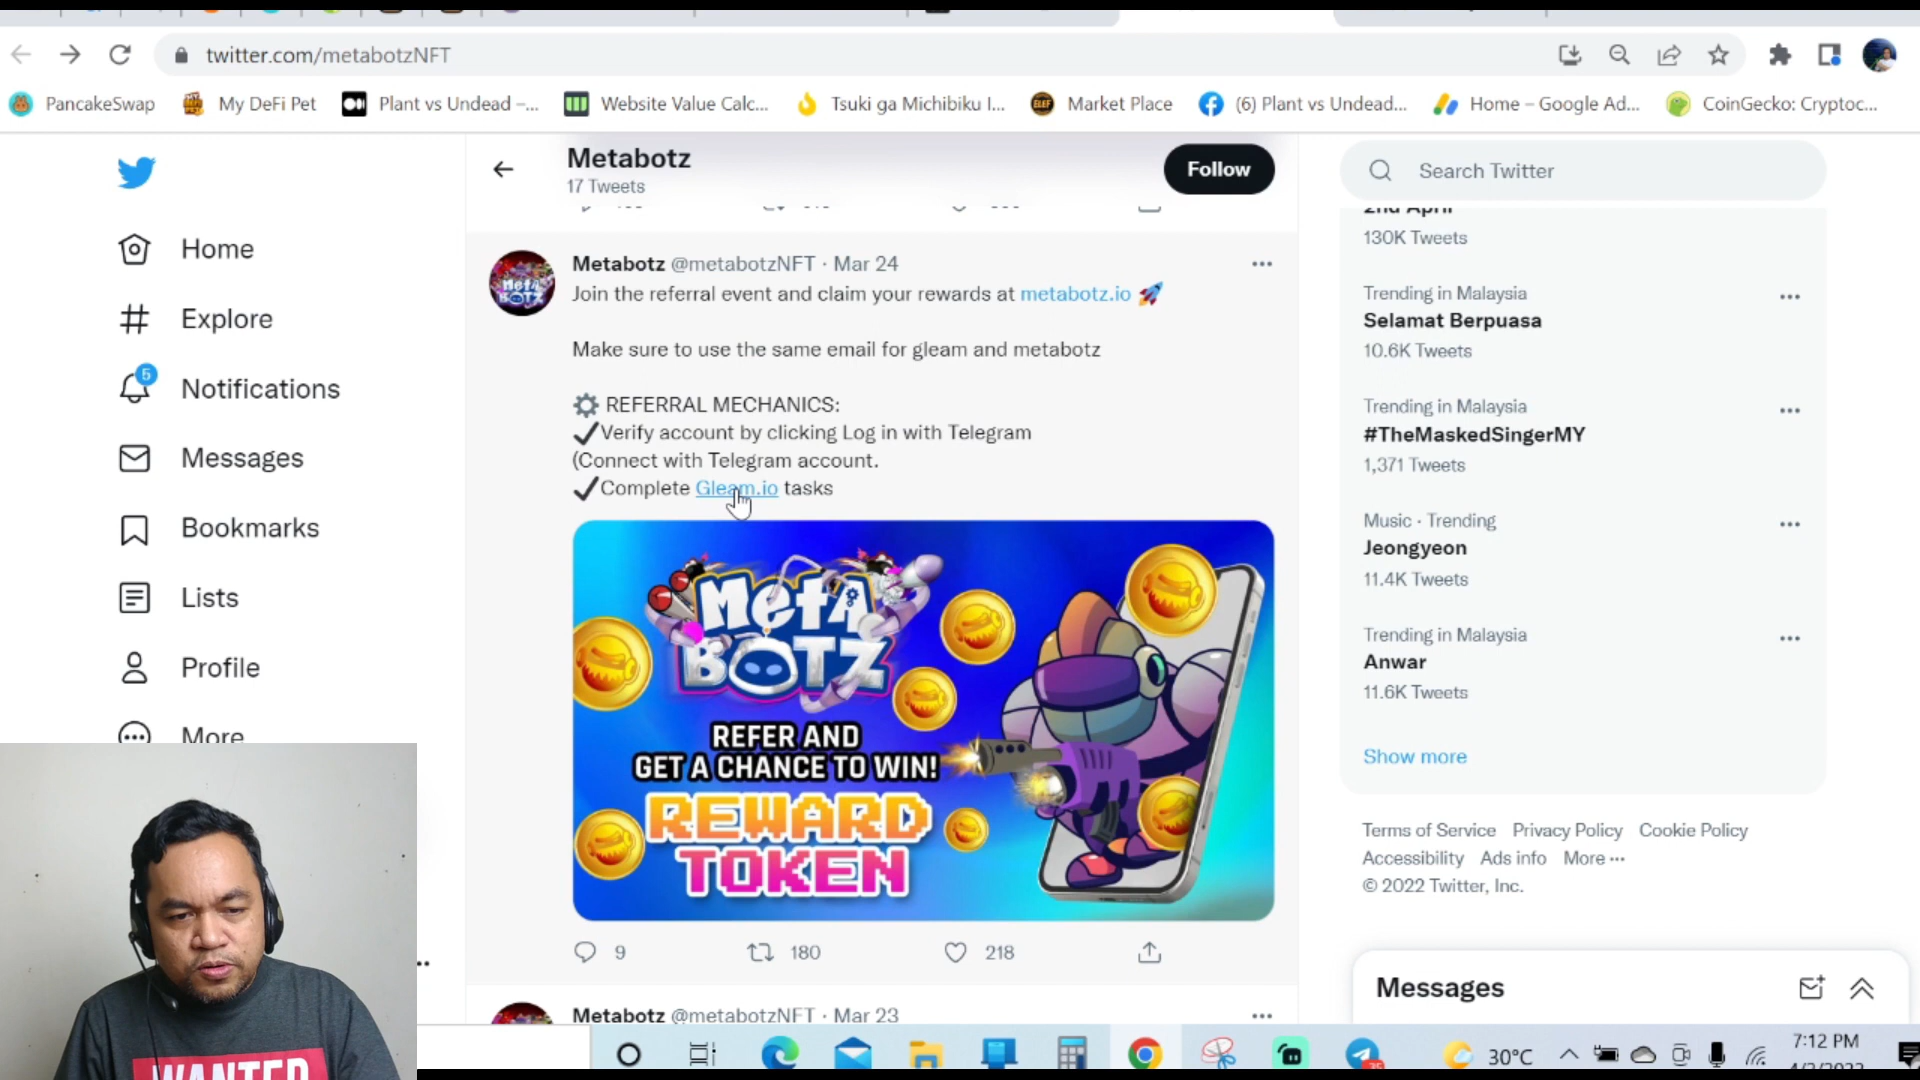 twitter.com/metabotzNFT
PancakeSwap
My DeFi Pet
Plant vs Undead –...
Website Value Calc...
Tsuki ga Michibiku I...
Market Place
(6) Plant vs Undead...
Home – Google Ad...
CoinGecko: Cryptoc...
Home
Explore
5
Notifications
Messages
Bookmarks
Lists
Profile
More
Metabotz
17 Tweets
Follow
Metabotz @metabotzNFT · Mar 24
Join the referral event and claim your rewards at metabotz.io 🚀
Make sure to use the same email for gleam and metabotz
⚙ REFERRAL MECHANICS:
✔Verify account by clicking Log in with Telegram
(Connect with Telegram account.
✔Complete Gleam.io tasks
META
BOTZ
REFER AND
GET A CHANCE TO WIN!
REWARD
TOKEN
9
180
218
Metabotz @metabotzNFT · Mar 23
Search Twitter
2nd April
130K Tweets
Trending in Malaysia
Selamat Berpuasa
10.6K Tweets
Trending in Malaysia
#TheMaskedSingerMY
1,371 Tweets
Music · Trending
Jeongyeon
11.4K Tweets
Trending in Malaysia
Anwar
11.6K Tweets
Show more
Terms of Service Privacy Policy Cookie Policy
Accessibility Ads info More ···
© 2022 Twitter, Inc.
Messages
WANTED
30°C
7:12 PM